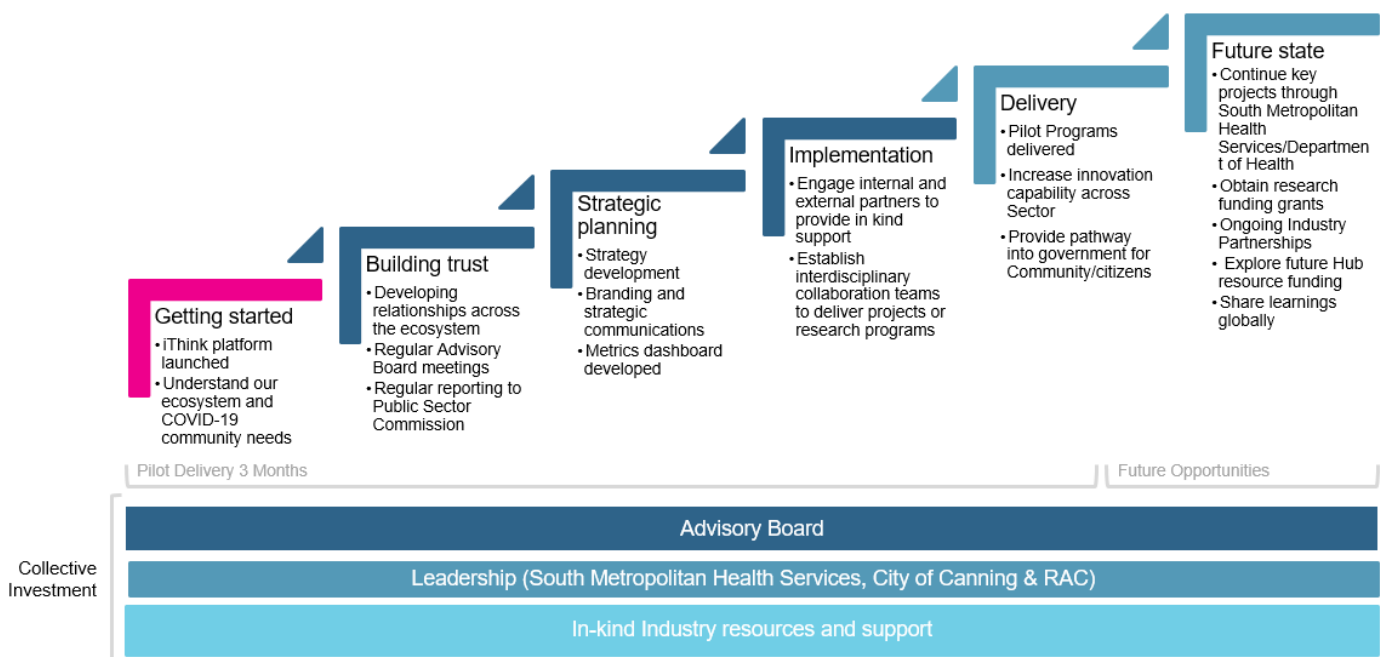 Getting started
• iThink platform
launched
• Understand our
ecosystem and
COVID-19
community needs
Building trust
• Developing
relationships across
the ecosystem
• Regular Advisory
Board meetings
• Regular reporting to
Public Sector
Commission
Strategic
planning
• Strategy
development
• Branding and
strategic
communications
• Metrics dashboard
developed
Implementation
• Engage internal and
external partners to
provide in kind
support
• Establish
interdisciplinary
collaboration teams
to deliver projects or
research programs
Delivery
• Pilot Programs
delivered
• Increase innovation
capability across
Sector
• Provide pathway
into government for
Community/citizens
Future state
• Continue key
projects through
South Metropolitan
Health
Services/Departmen
t of Health
• Obtain research
funding grants
• Ongoing Industry
Partnerships
• Explore future Hub
resource funding
• Share learnings
globally
Pilot Delivery 3 Months
Future Opportunities
Collective
Investment
Advisory Board
Leadership (South Metropolitan Health Services, City of Canning & RAC)
In-kind Industry resources and support